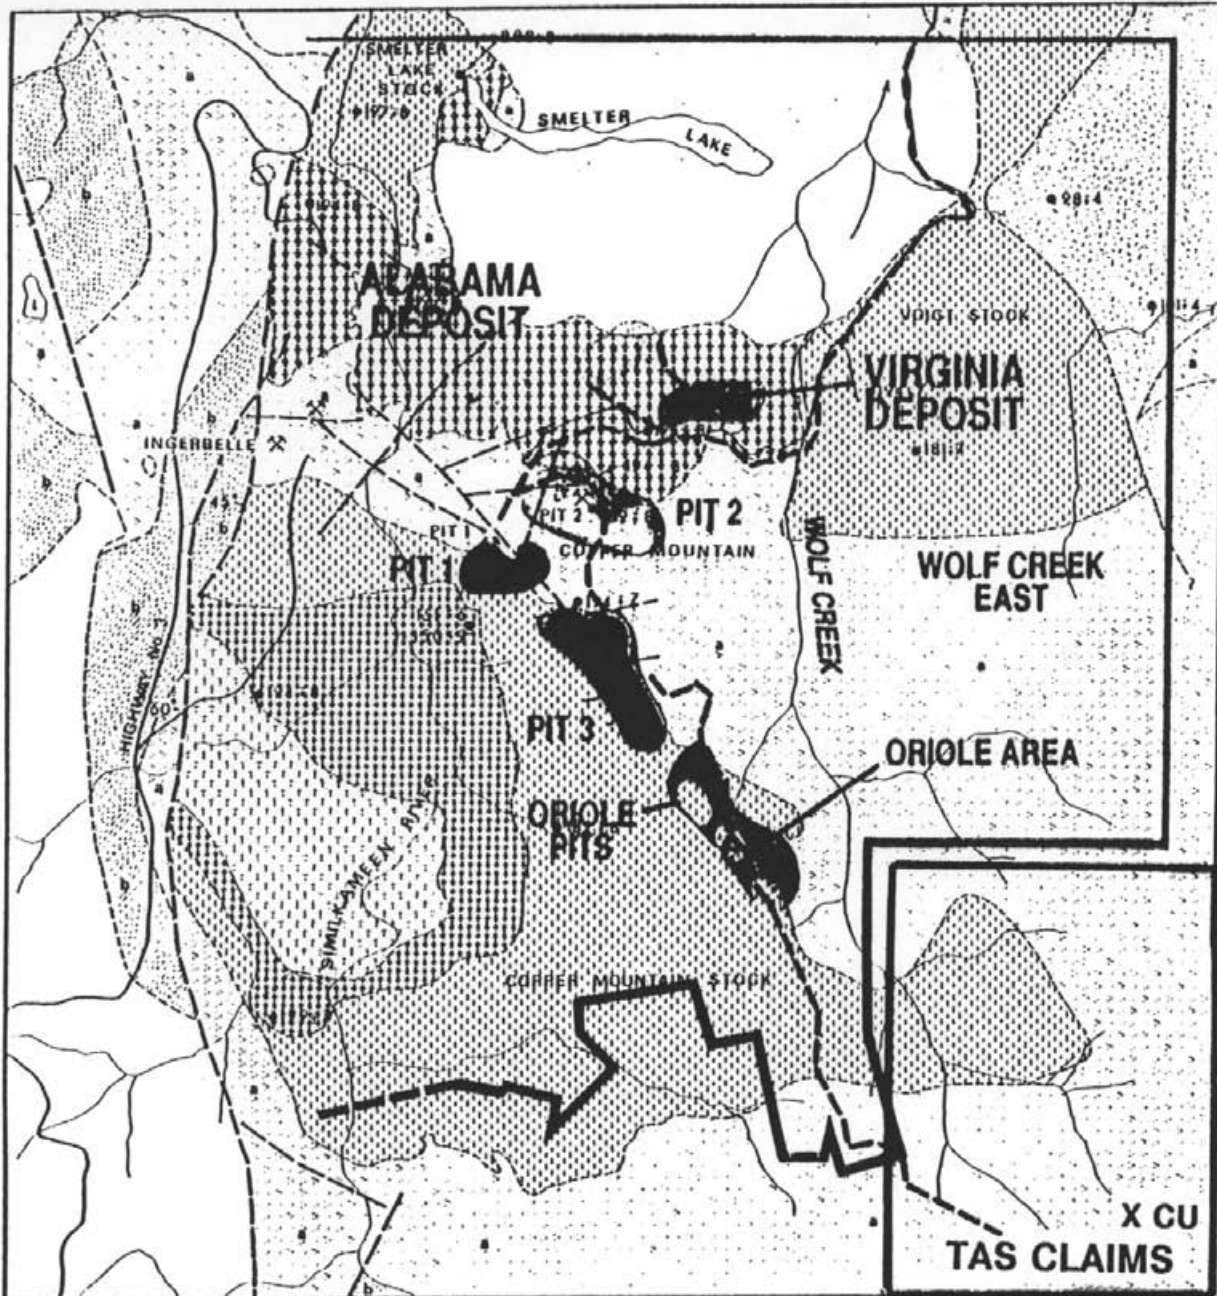 SMELTER
LAKE
STOCK
SMELTER
LAKE
ALABAMA
DEPOSIT
VOIGT STOCK
VIRGINIA
DEPOSIT
INGERBELLE
PIT 1
PIT 2
PIT 2
COPPER MOUNTAIN
PIT 1
WOLF CREEK
WOLF CREEK
EAST
HIGHWAY No 3
PIT 3
ORIOLE AREA
ORIOLE
PITS
SIMILKAMEEN RIVER
COPPER MOUNTAIN STOCK
X CU
TAS CLAIMS